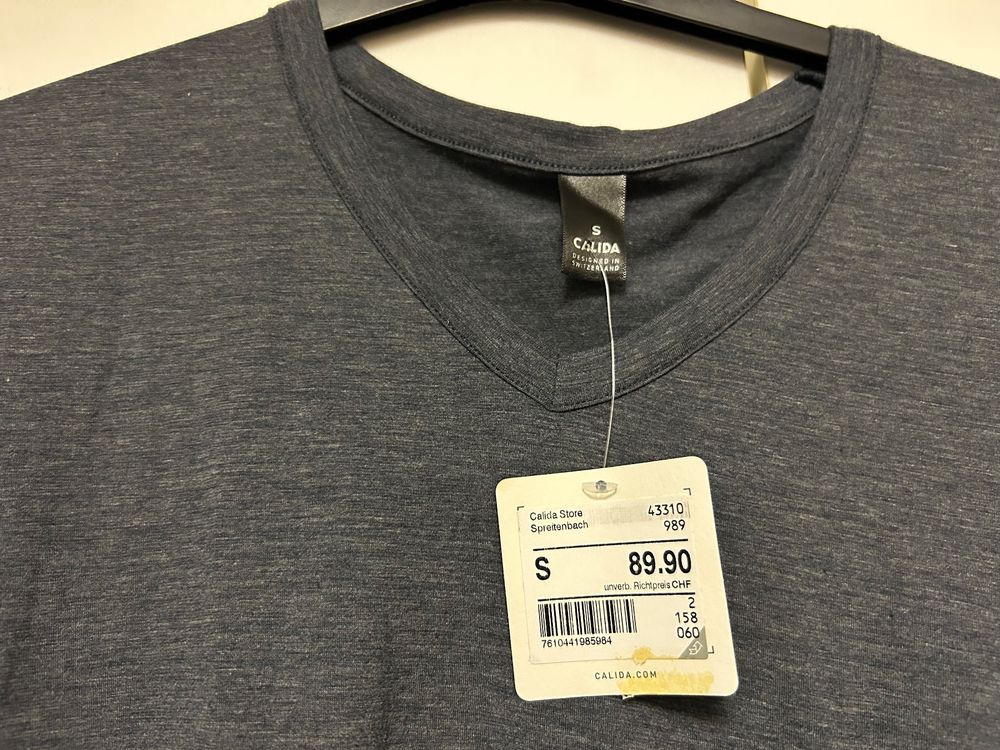 S
CALIDA
DESIGNED IN
SWITZERLAND
Calida Store 43310
Spreitenbach 989
S 89.90
unverb. Richtpreis CHF
2
158
060
7610441985984
CALIDA.COM